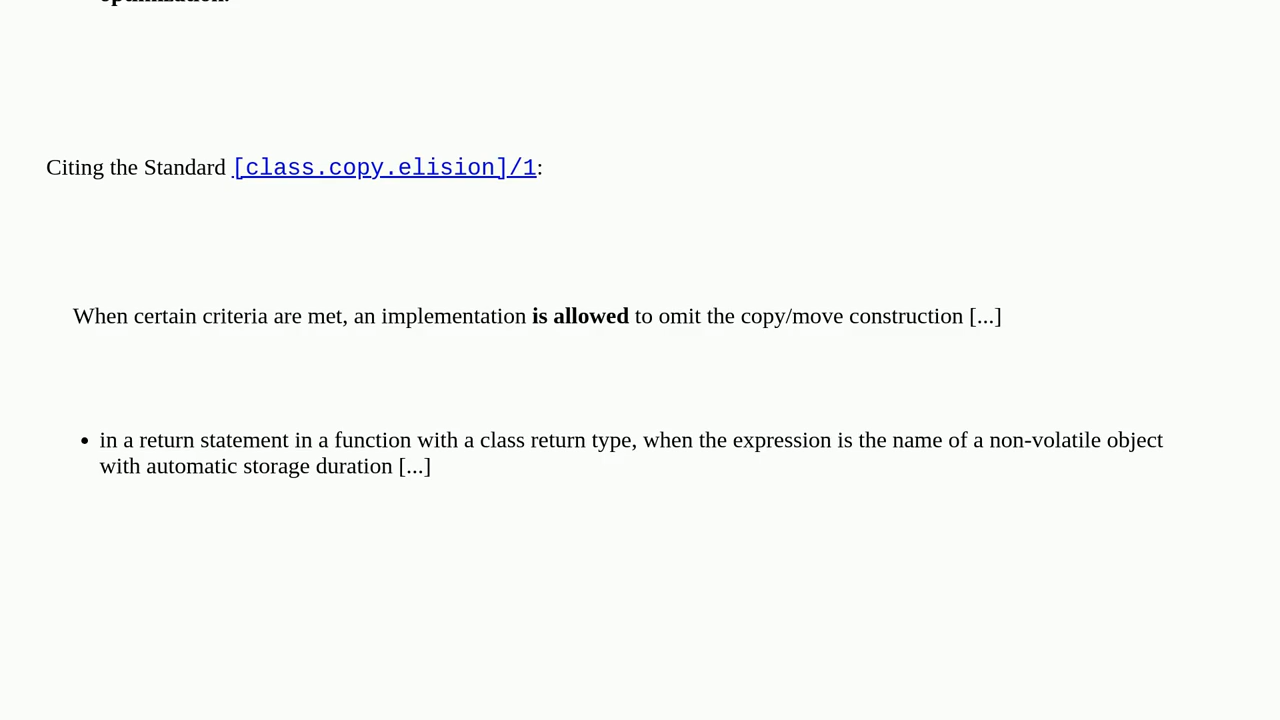 optimization.
Citing the Standard [class.copy.elision]/1:
When certain criteria are met, an implementation is allowed to omit the copy/move construction [...]
• in a return statement in a function with a class return type, when the expression is the name of a non-volatile object
with automatic storage duration [...]